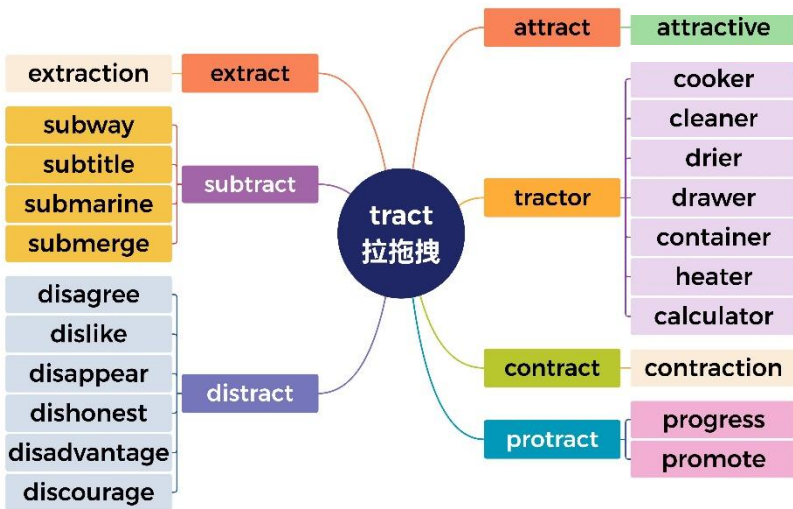 extraction
extract
subway
subtitle
submarine
submerge
subtract
disagree
dislike
disappear
dishonest
disadvantage
discourage
distract
tract
拉拖拽
attract
attractive
tractor
cooker
cleaner
drier
drawer
container
heater
calculator
contract
contraction
protract
progress
promote